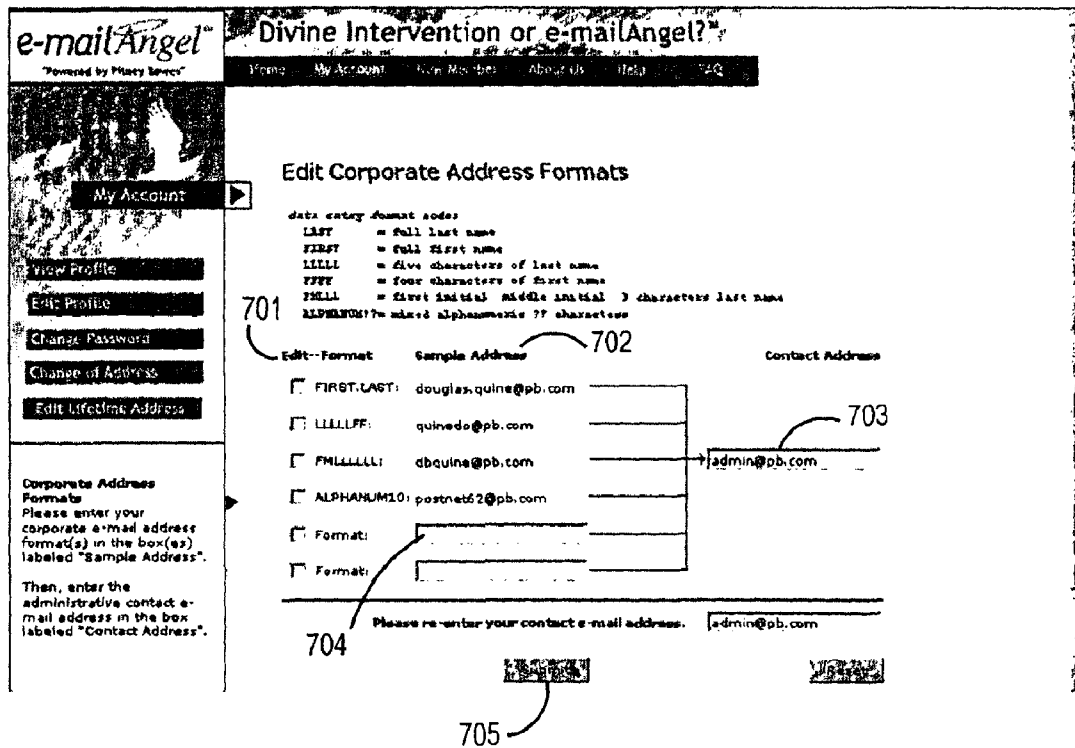 e-mailAngel℠
"Powered by Pitney Bowes"
Divine Intervention or e-mailAngel?℠
Home My Account New Member About Us Help FAQ
My Account
View Profile
Edit Profile
Change Password
Change of Address
Edit Lifetime Address
Corporate Address
Formats
Please enter your
corporate e-mail address
format(s) in the box(es)
labeled "Sample Address".
Then, enter the
administrative contact e-
mail address in the box
labeled "Contact Address".
Edit Corporate Address Formats
data entry format codes
LAST = full last name
FIRST = full first name
LLLLL = five characters of last name
FFFF = four characters of first name
FMLLL = first initial middle initial 3 characters last name
ALPHANUM??= mixed alphanumeric ?? characters
701
702
Edit--Format Sample Address Contact Address
FIRST.LAST: douglas.quine@pb.com
LLLLLFF: quinedo@pb.com
703
FMLLLLLL: dbquine@pb.com admin@pb.com
ALPHANUM10: postnet62@pb.com
Format:
Format:
704
Please re-enter your contact e-mail address. admin@pb.com
705